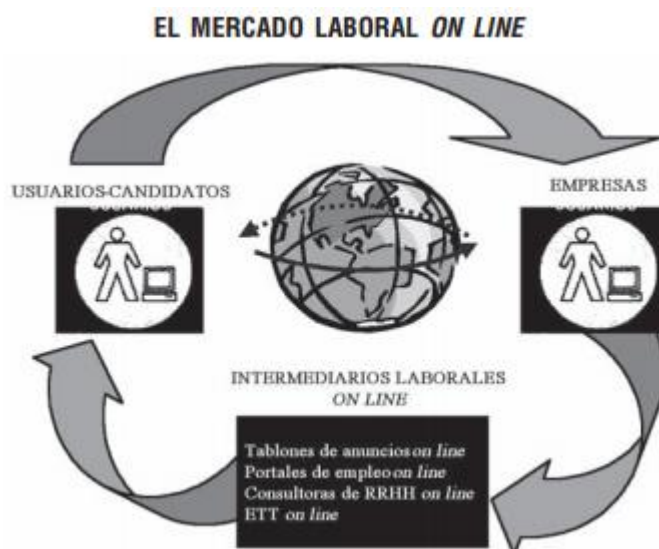 EL MERCADO LABORAL ON LINE
USUARIOS-CANDIDATOS
EMPRESAS
INTERMEDIARIOS LABORALES
ON LINE
Tablones de anuncios on line
Portales de empleo on line
Consultoras de RRHH on line
ETT on line